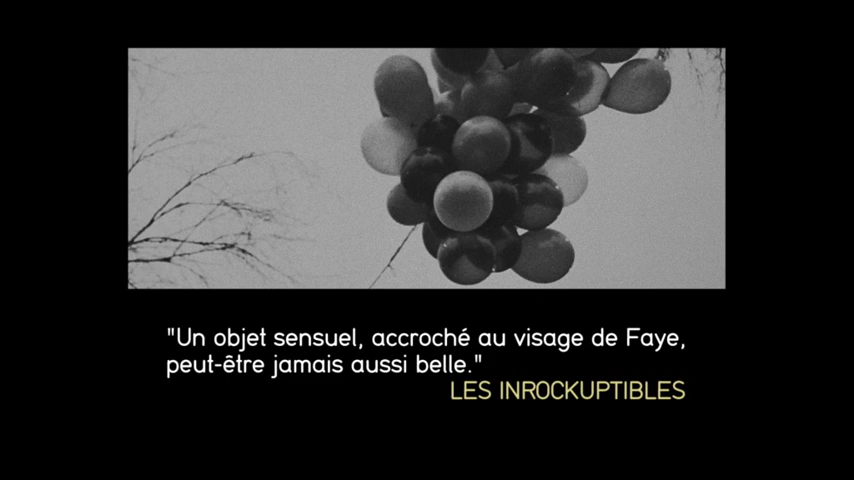 "Un objet sensuel, accroché au visage de Faye,
peut-être jamais aussi belle."
LES INROCKUPTIBLES